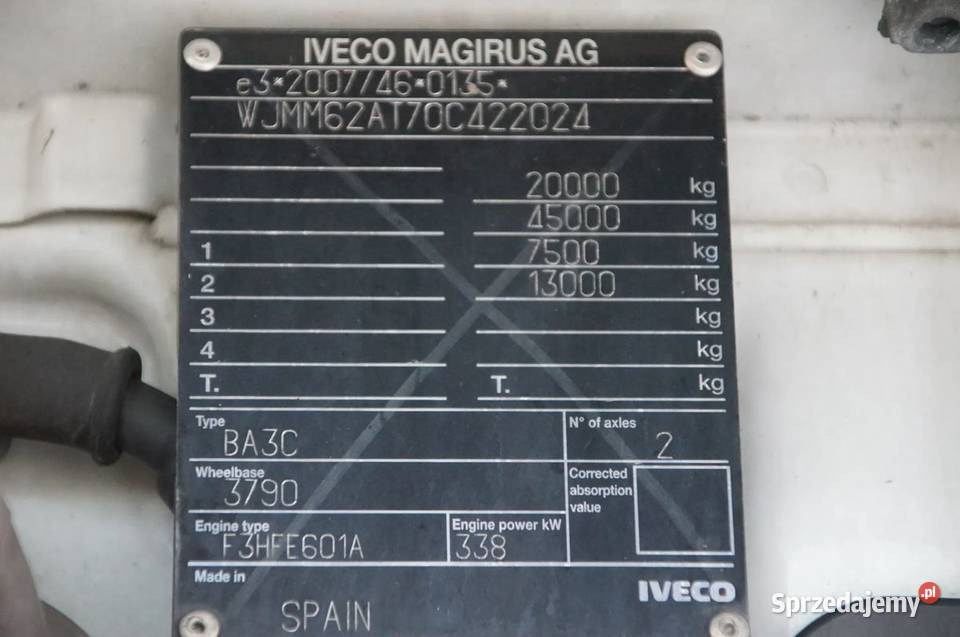 IVECO MAGIRUS AG
e3*2007/46*0135*
WJMM62AT70C422024
20000 kg
45000 kg
1 7500 kg
2 13000 kg
3 kg
4 kg
T. T. kg
Type N° of axles
BA3C 2
Wheelbase Corrected
3790 absorption
value
Engine type Engine power kW
F3HFE601A 338
Made in IVECO
SPAIN
Sprzedajemy.pl